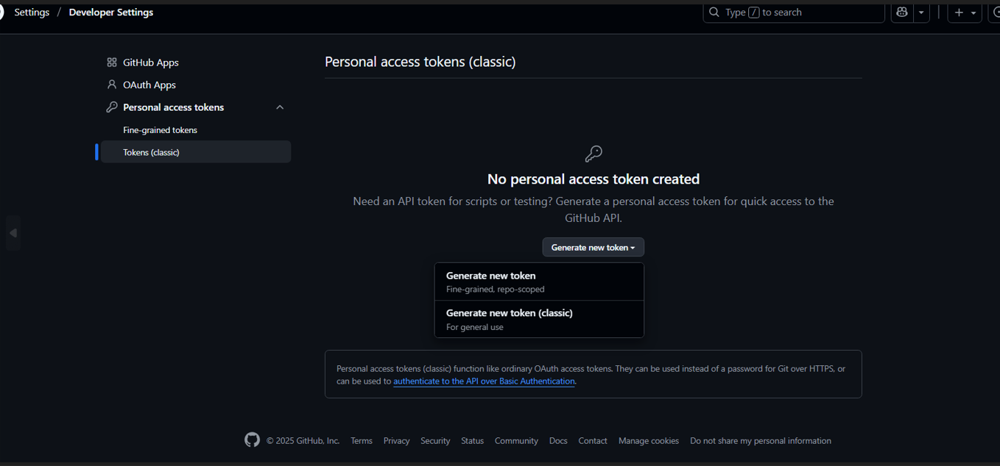 Settings / Developer Settings
Type / to search
GitHub Apps
OAuth Apps
Personal access tokens
Fine-grained tokens
Tokens (classic)
Personal access tokens (classic)
No personal access token created
Need an API token for scripts or testing? Generate a personal access token for quick access to the
GitHub API.
Generate new token
Generate new token
Fine-grained, repo-scoped
Generate new token (classic)
For general use
Personal access tokens (classic) function like ordinary OAuth access tokens. They can be used instead of a password for Git over HTTPS, or
can be used to authenticate to the API over Basic Authentication.
© 2025 GitHub, Inc. Terms Privacy Security Status Community Docs Contact Manage cookies Do not share my personal information